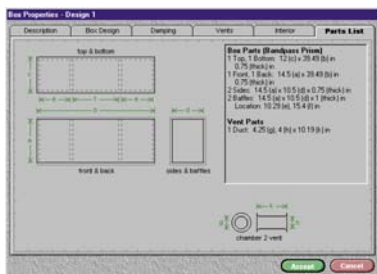 Box Properties - Design 1
Description Box Design Damping Vents Interior Parts List
top & bottom
front & back
sides & baffles
Box Parts (Bandpass Prism)
1 Top, 1 Bottom: 12 (c) x 39.49 (b) in
0.75 (thick) in
1 Front, 1 Back: 14.5 (a) x 39.49 (b) in
0.75 (thick) in
2 Sides: 14.5 (a) x 10.5 (d) x 0.75 (thick) in
2 Baffles: 14.5 (a) x 10.5 (d) x 1 (thick) in
Location: 10.29 (e), 15.4 (f) in
Vent Parts
1 Duct: 4.25 (g), 4 (h) x 10.19 (k) in
chamber 2 vent
Accept Cancel